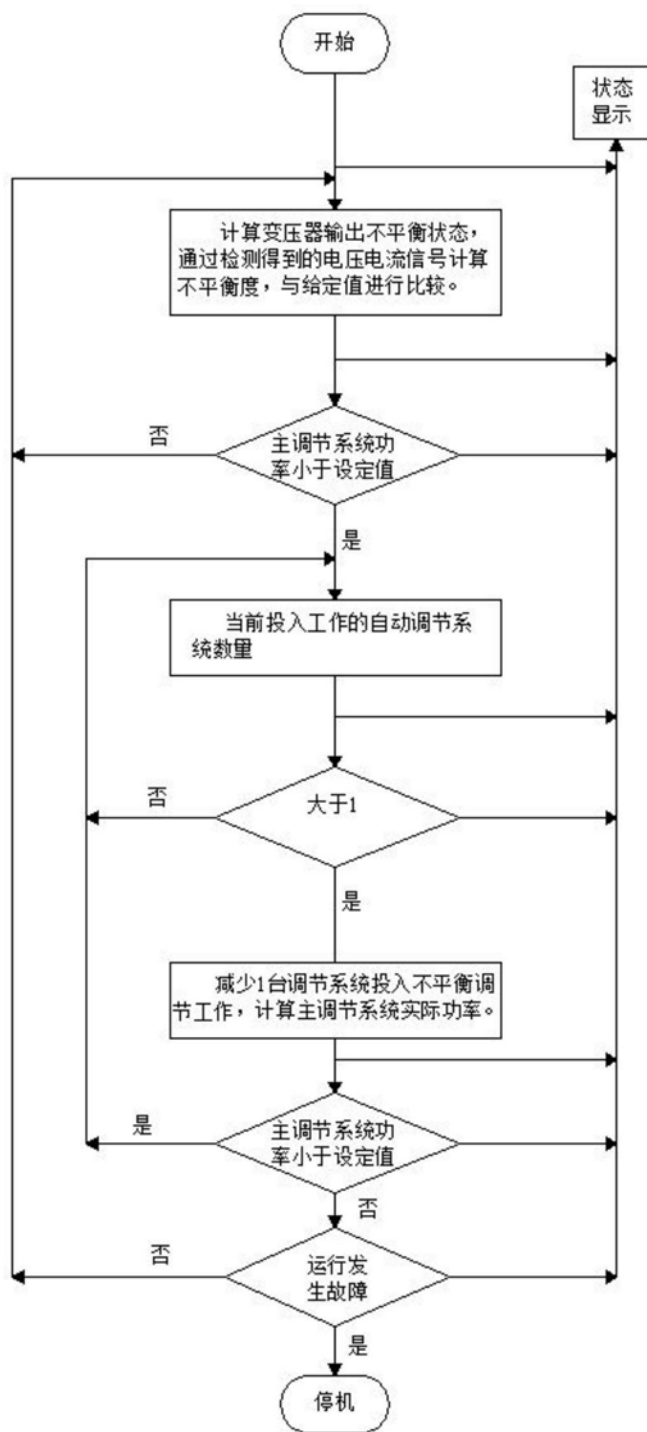 开始
状态
显示
计算变压器输出不平衡状态，
通过检测得到的电压电流信号计算
不平衡度，与给定值进行比较。
否
主调节系统功
率小于设定值
是
当前投入工作的自动调节系
统数量
否
大于1
是
减少1台调节系统投入不平衡调
节工作，计算主调节系统实际功率。
是
主调节系统功
率小于设定值
否
否
运行发
生故障
是
停机